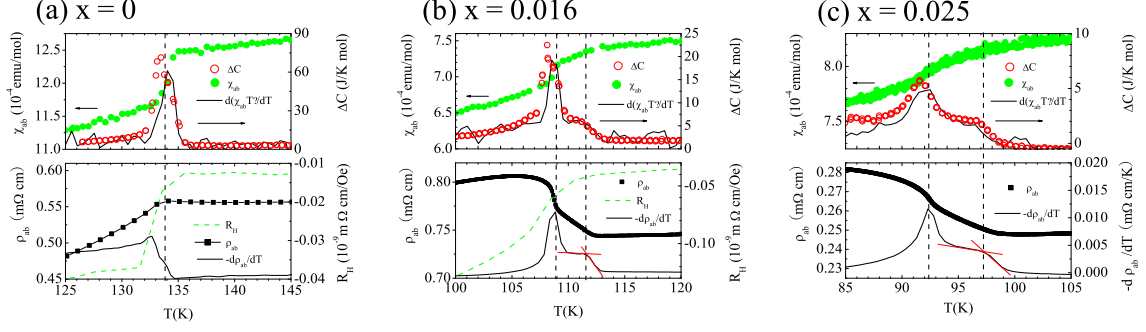 (a) x = 0
(b) x = 0.016
(c) x = 0.025
12.5
12.0
11.5
11.0
χab (10-4 emu/mol)
90
60
30
0
ΔC (J/K mol)
ΔC
χab
d(χabT?/dT
0.60
0.55
0.50
0.45
ρab (mΩ cm)
-0.01
-0.02
-0.03
-0.04
RH (10-9 m Ω cm/Oe)
RH
ρab
-dρab/dT
125
130
135
140
145
T(K)
7.5
7.0
6.5
6.0
χab (10-4 emu/mol)
25
20
15
10
5
0
ΔC (J/K mol)
ΔC
χab
d(χabT?/dT
0.80
0.75
0.70
ρab (mΩ cm)
-0.05
-0.10
RH (10-9 m Ω cm/Oe)
ρab
RH
-dρab/dT
100
105
110
115
120
T(K)
8.0
7.5
χab (10-4 emu/mol)
10
5
0
ΔC (J/K mol)
ΔC
χab
d(χabT?/dT
0.28
0.27
0.26
0.25
0.24
0.23
ρab (mΩ cm)
0.020
0.015
0.010
0.005
0.000
-d ρab /dT (mΩ cm/K)
ρab
-dρab/dT
85
90
95
100
105
T(K)